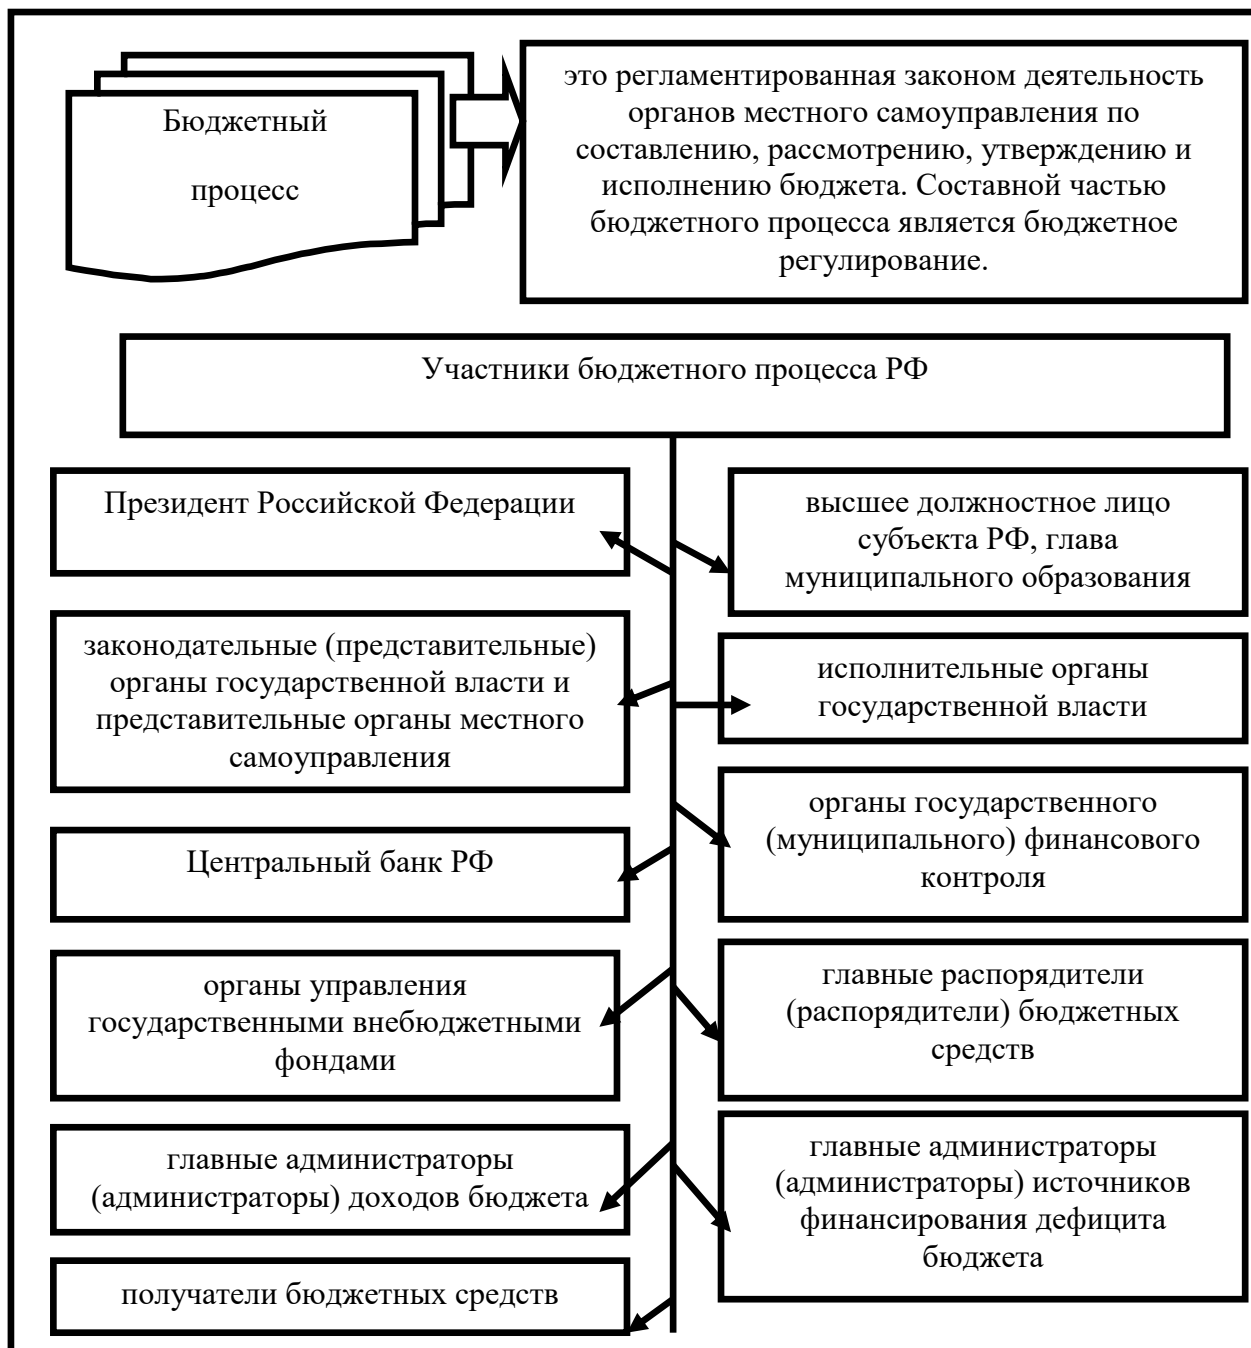 Бюджетный
процесс
это регламентированная законом деятельность
органов местного самоуправления по
составлению, рассмотрению, утверждению и
исполнению бюджета. Составной частью
бюджетного процесса является бюджетное
регулирование.
Участники бюджетного процесса РФ
Президент Российской Федерации
высшее должностное лицо
субъекта РФ, глава
муниципального образования
законодательные (представительные)
органы государственной власти и
представительные органы местного
самоуправления
исполнительные органы
государственной власти
Центральный банк РФ
органы государственного
(муниципального) финансового
контроля
органы управления
государственными внебюджетными
фондами
главные распорядители
(распорядители) бюджетных
средств
главные администраторы
(администраторы) доходов бюджета
главные администраторы
(администраторы) источников
финансирования дефицита
бюджета
получатели бюджетных средств